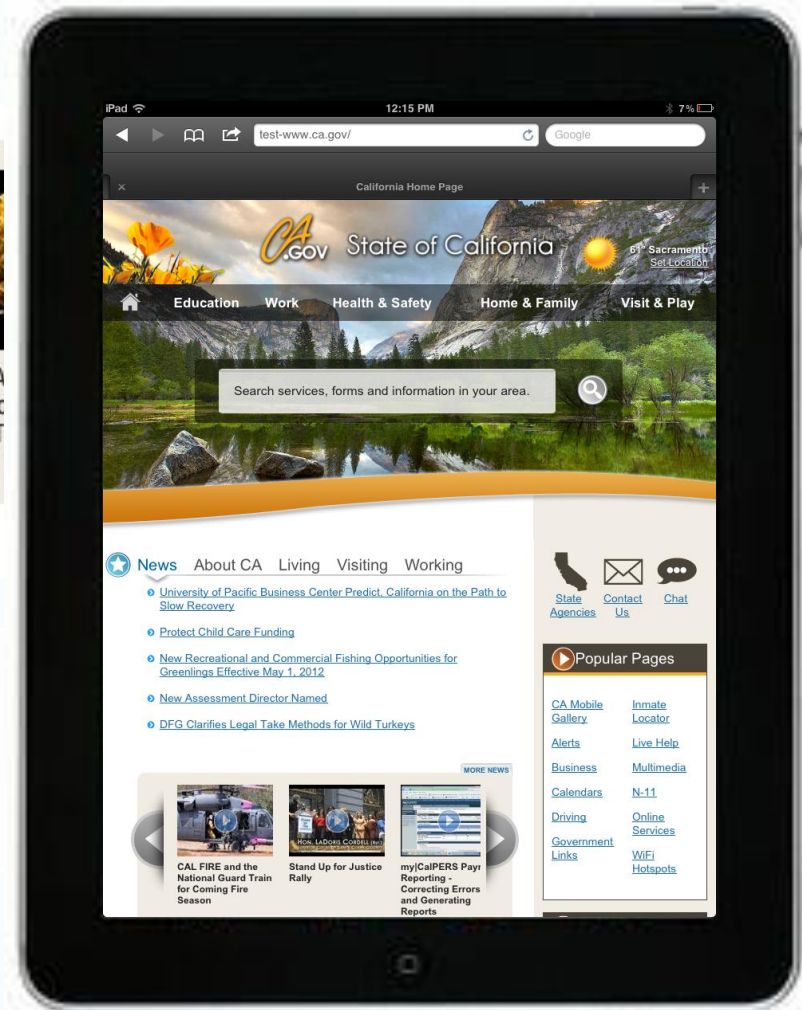 iPad 12:15 PM 7%
test-www.ca.gov/ Google
California Home Page
CA.GOV State of California
61° Sacramento
Set Location
Education Work Health & Safety Home & Family Visit & Play
Search services, forms and information in your area.
News About CA Living Visiting Working
University of Pacific Business Center Predict, California on the Path to
Slow Recovery
Protect Child Care Funding
New Recreational and Commercial Fishing Opportunities for
Greenlings Effective May 1, 2012
New Assessment Director Named
DFG Clarifies Legal Take Methods for Wild Turkeys
MORE NEWS
HON. LADORIS CORDELL
CAL FIRE and the
National Guard Train
for Coming Fire
Season
Stand Up for Justice
Rally
my|CalPERS Payr
Reporting -
Correcting Errors
and Generating
Reports
State
Agencies
Contact
Us
Chat
Popular Pages
CA Mobile
Gallery
Alerts
Business
Calendars
Driving
Government
Links
Inmate
Locator
Live Help
Multimedia
N-11
Online
Services
WiFi
Hotspots